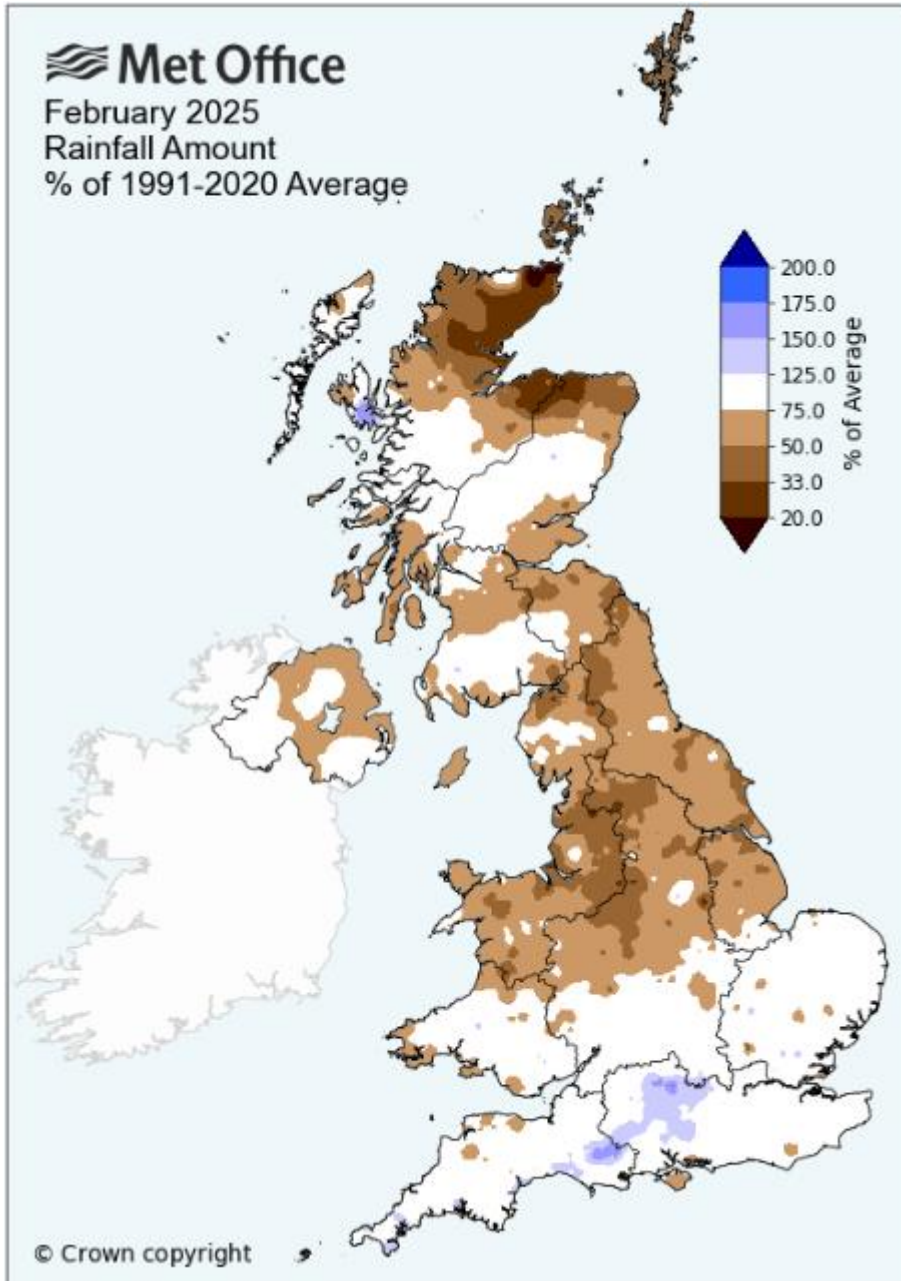 Met Office
February 2025
Rainfall Amount
% of 1991-2020 Average
200.0
175.0
150.0
125.0
75.0
50.0
33.0
20.0
% of Average
© Crown copyright